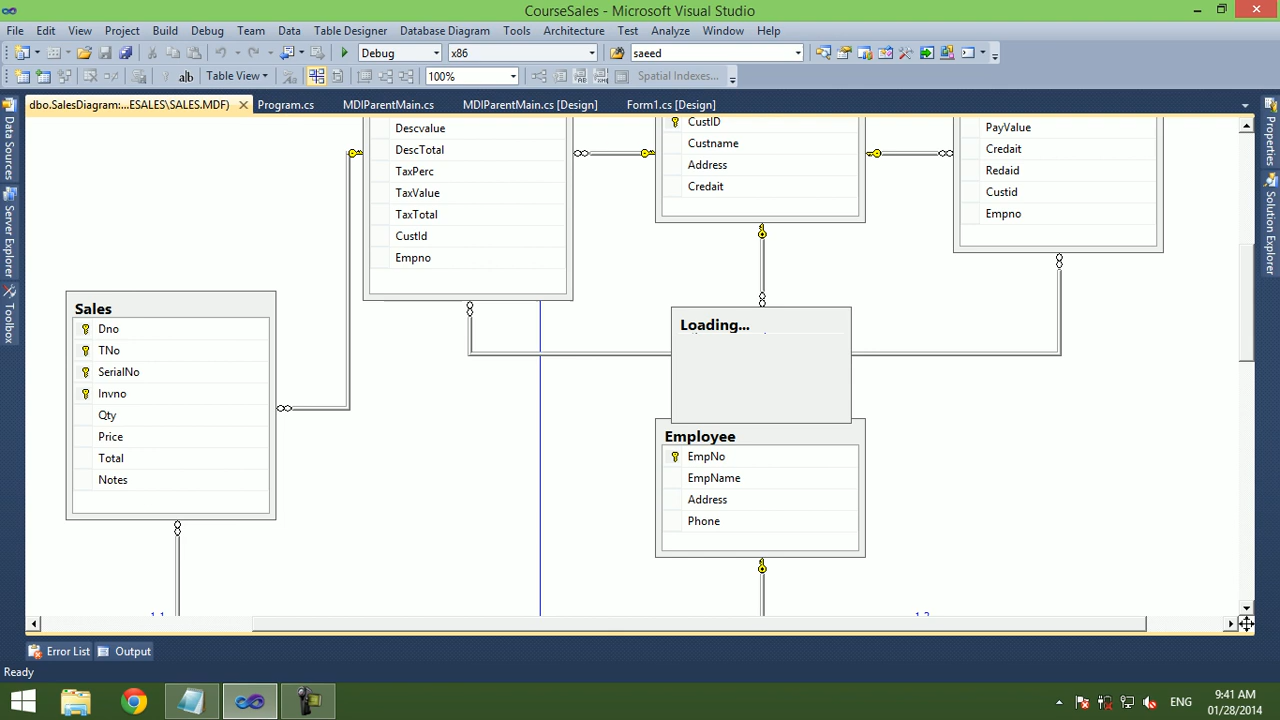 CourseSales - Microsoft Visual Studio
File Edit View Project Build Debug Team Data Table Designer Database Diagram Tools Architecture Test Analyze Window Help
Debug x86 saeed
ab Table View 100% Spatial Indexes...
dbo.SalesDiagram:...ESALES\SALES.MDF) Program.cs MDIParentMain.cs MDIParentMain.cs [Design] Form1.cs [Design]
Data Sources
Server Explorer
Toolbox
Descvalue
DescTotal
TaxPerc
TaxValue
TaxTotal
CustId
Empno
CustID
Custname
Address
Credait
PayValue
Credait
Redaid
Custid
Empno
Sales
Dno
TNo
SerialNo
Invno
Qty
Price
Total
Notes
Loading...
Employee
EmpNo
EmpName
Address
Phone
Properties
Solution Explorer
Error List Output
Ready
ENG
9:41 AM
01/28/2014